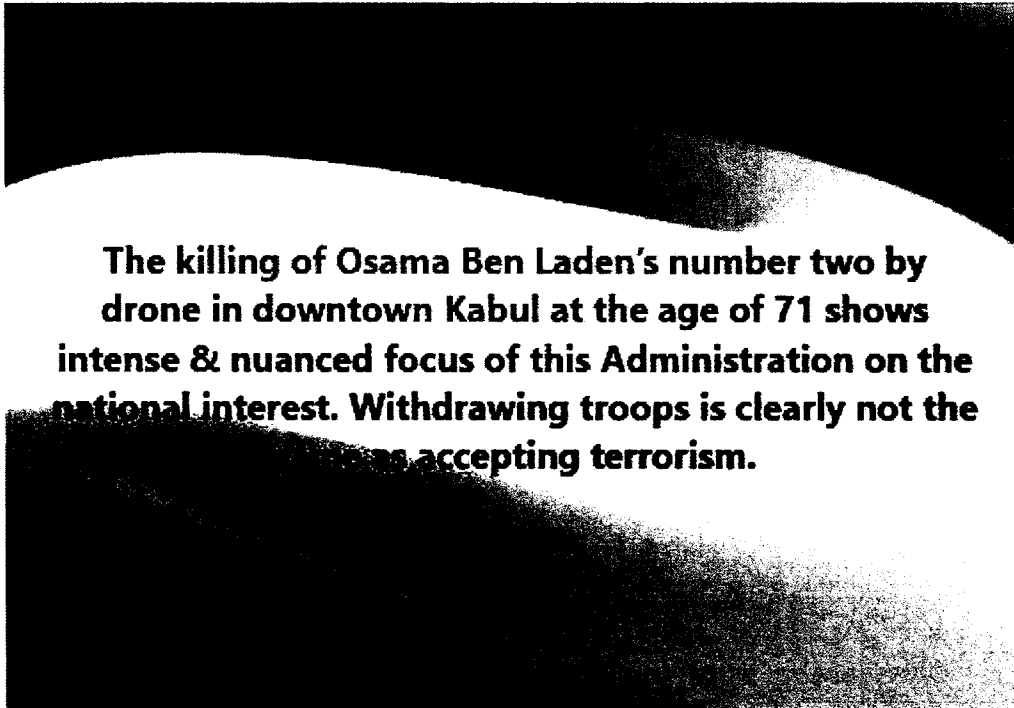 The killing of Osama Ben Laden's number two by
drone in downtown Kabul at the age of 71 shows
intense & nuanced focus of this Administration on the
national interest. Withdrawing troops is clearly not the
as accepting terrorism.